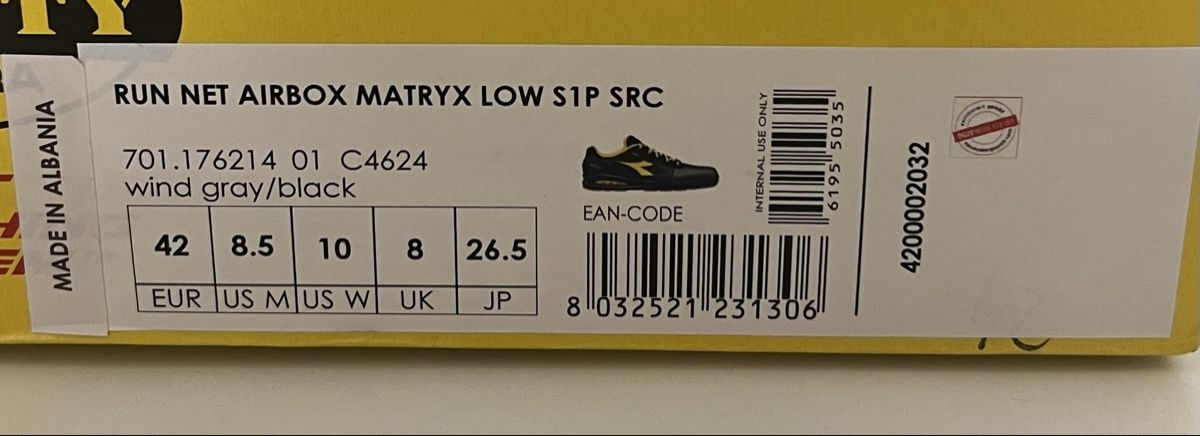 TY
MADE IN ALBANIA
RUN NET AIRBOX MATRYX LOW S1P SRC
701.176214 01 C4624
wind gray/black
42 8.5 10 8 26.5
EUR US M US W UK JP
EAN-CODE
8 032521 231306
INTERNAL USE ONLY
6195 5035
4200002032